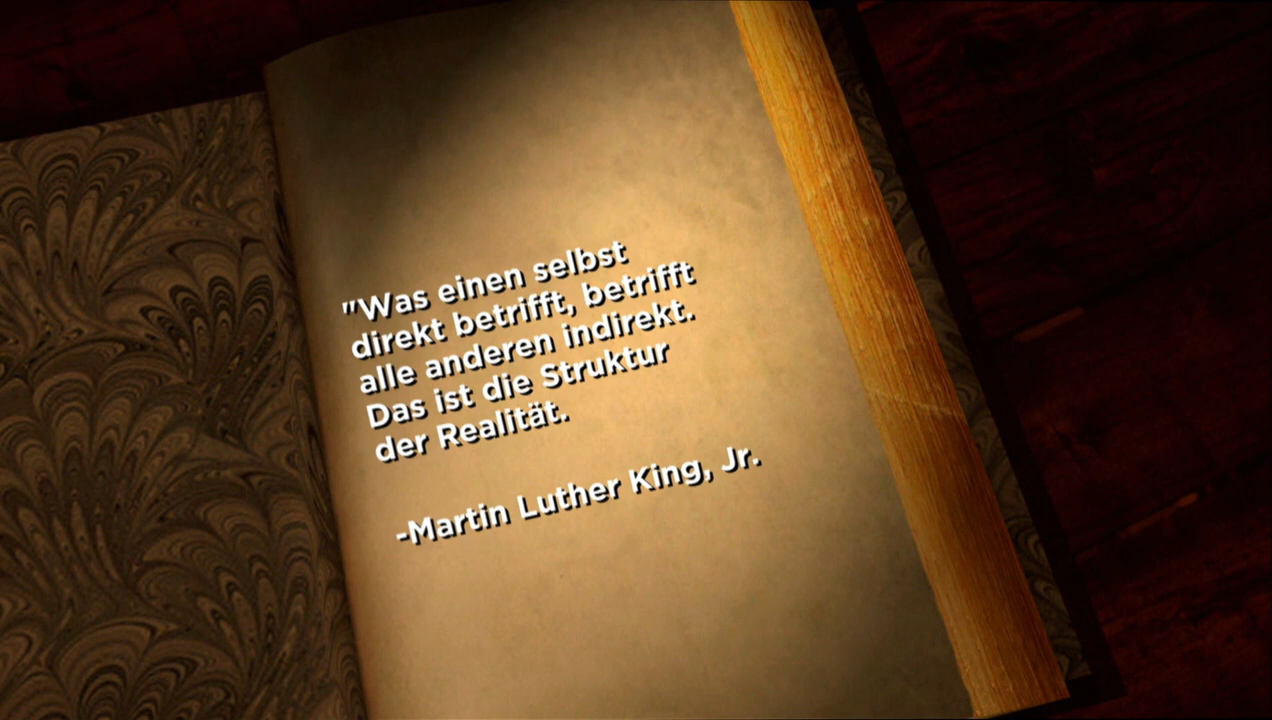 "Was einen selbst
direkt betrifft, betrifft
alle anderen indirekt.
Das ist die Struktur
der Realität.
-Martin Luther King, Jr.